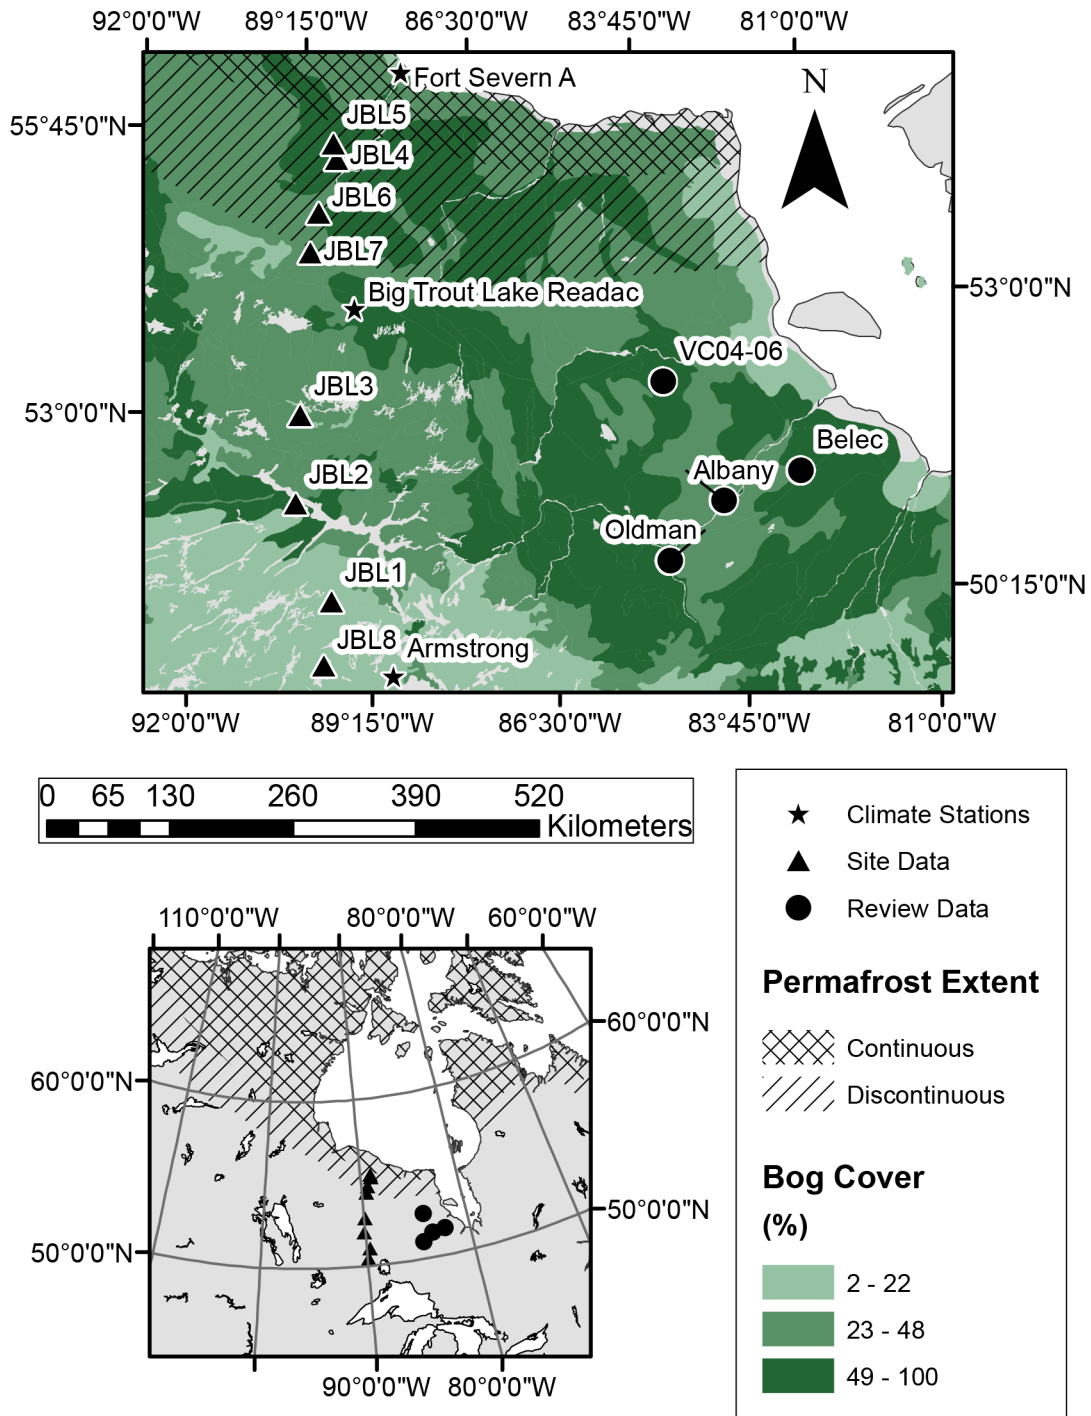 92°0'0"W 89°15'0"W 86°30'0"W 83°45'0"W 81°0'0"W
N
Fort Severn A
55°45'0"N
JBL5
JBL4
JBL6
JBL7
Big Trout Lake Readac
53°0'0"N
VC04-06
JBL3
53°0'0"N
Belec
Albany
JBL2
Oldman
JBL1
50°15'0"N
JBL8
Armstrong
92°0'0"W 89°15'0"W 86°30'0"W 83°45'0"W 81°0'0"W
0 65 130 260 390 520
Kilometers
110°0'0"W 80°0'0"W 60°0'0"W
60°0'0"N
60°0'0"N
50°0'0"N
50°0'0"N
90°0'0"W 80°0'0"W
Climate Stations
Site Data
Review Data
Permafrost Extent
Continuous
Discontinuous
Bog Cover
(%)
2 - 22
23 - 48
49 - 100